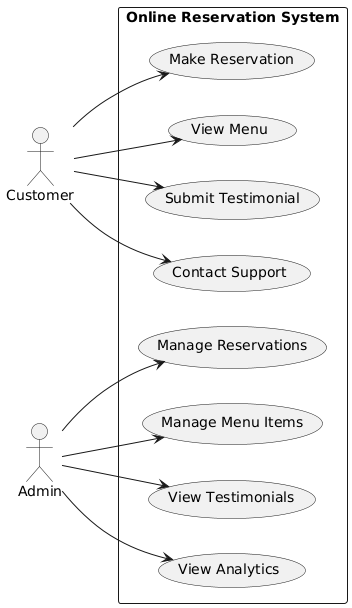 Online Reservation System
Make Reservation
View Menu
Customer
Submit Testimonial
Contact Support
Manage Reservations
Manage Menu Items
Admin
View Testimonials
View Analytics